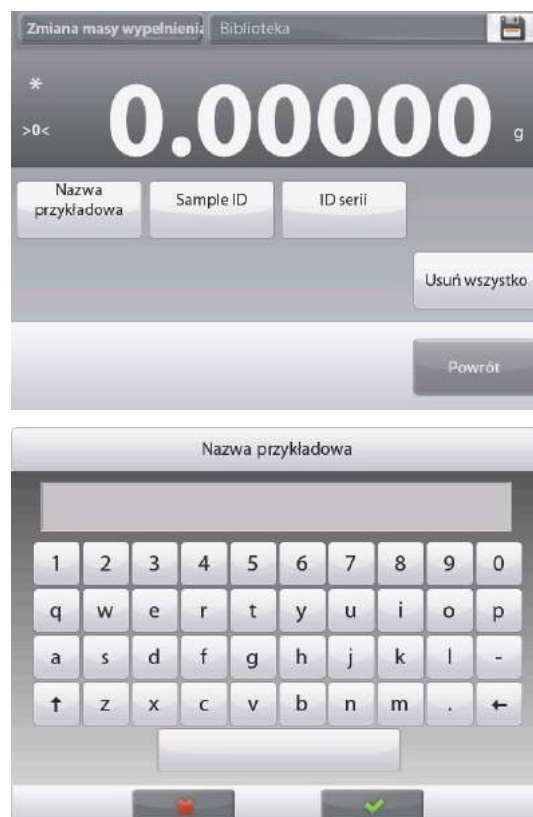 Zmiana masy wypełnienia Biblioteka
*
0.00000 g
>0<
Nazwa przykładowa Sample ID ID serii
Usuń wszystko
Powrót
Nazwa przykładowa
1 2 3 4 5 6 7 8 9 0
q w e r t y u i o p
a s d f g h j k l -
↑ z x c v b n m . ←